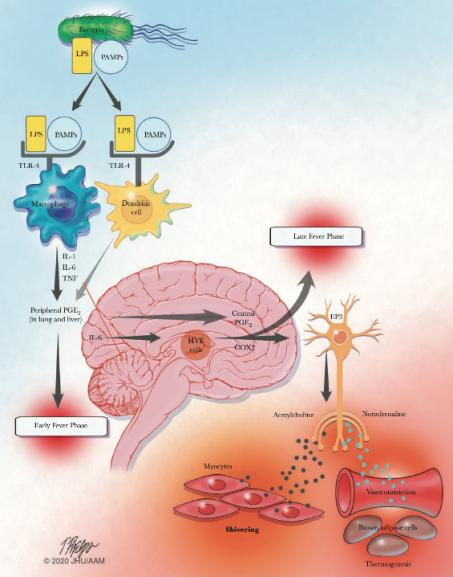 Bacteria
LPS
PAMPs
LPS
PAMPs
LPS
PAMPs
TLR-4
TLR-4
Macrophage
Dendritic
cell
IL-1
IL-6
TNF
Late Fever Phase
Peripheral PGE2
(in lung and liver)
Central
PGE2
EP3
IL-6
HVE
cells
COX2
Early Fever Phase
Acetylcholine
Noradrenaline
Myocytes
Vasoconstriction
Shivering
Brown adipose cells
Thermogenesis
© 2020 JHU/AAM